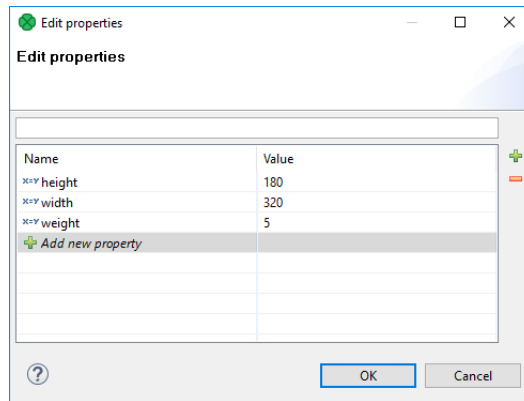 Edit properties
Edit properties
Name Value
X=Y height 180
X=Y width 320
X=Y weight 5
Add new property
? OK Cancel